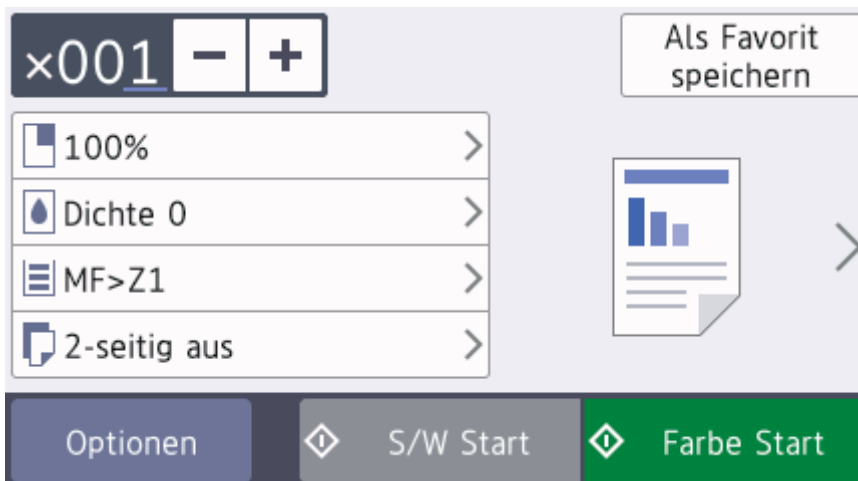 ×001 − +
Als Favorit
speichern
100%
Dichte 0
MF>Z1
2-seitig aus
Optionen
S/W Start
Farbe Start